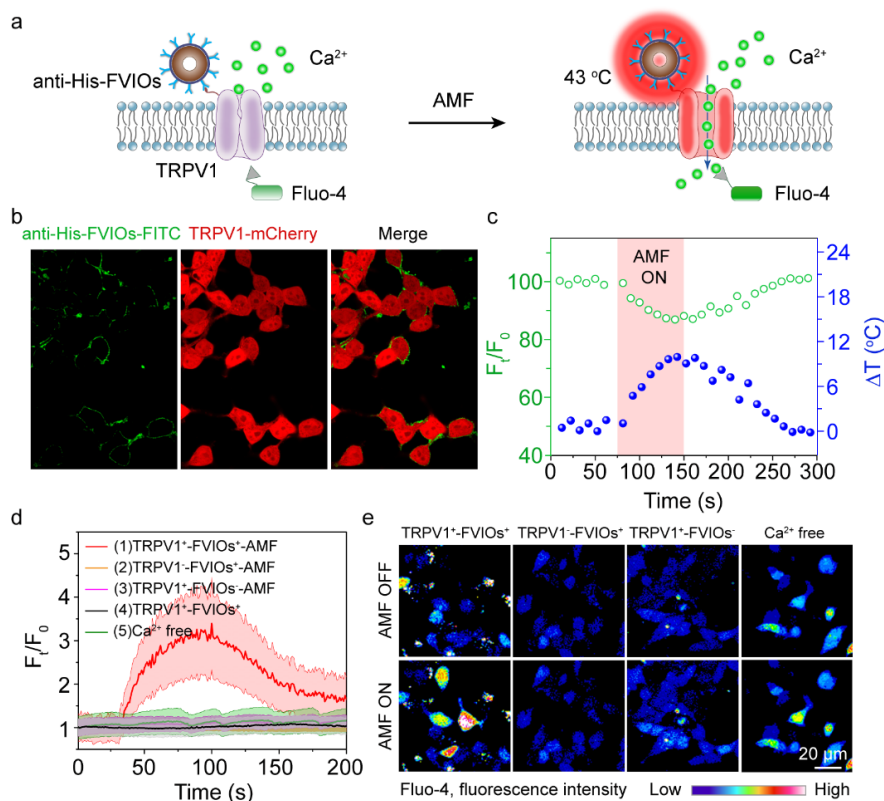 a
anti-His-FVIOs
Ca²⁺
TRPV1
Fluo-4
AMF
43 °C
Ca²⁺
Fluo-4
b
anti-His-FVIOs-FITC TRPV1-mCherry Merge
c
AMF
ON
100
80
60
40
Fₜ/F₀
24
18
12
6
0
ΔT (°C)
0 50 100 150 200 250 300
Time (s)
d
(1)TRPV1⁺-FVIOs⁺-AMF
(2)TRPV1⁻-FVIOs⁺-AMF
(3)TRPV1⁺-FVIOs⁻-AMF
(4)TRPV1⁺-FVIOs⁺
(5)Ca²⁺ free
5
4
3
2
1
Fₜ/F₀
0 50 100 150 200
Time (s)
e
TRPV1⁺-FVIOs⁺ TRPV1⁻-FVIOs⁺ TRPV1⁺-FVIOs⁻ Ca²⁺ free
AMF OFF
AMF ON
20 μm
Fluo-4, fluorescence intensity Low High